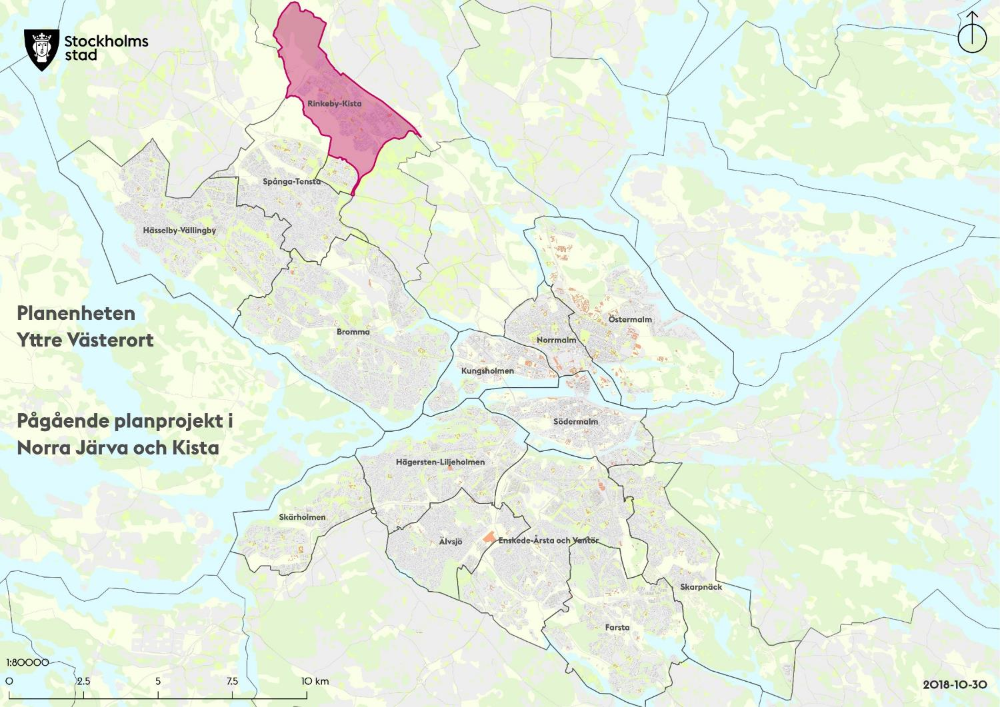 Stockholms
stad
Rinkeby-Kista
Spånga-Tensta
Hässelby-Vällingby
Planenheten
Yttre Västerort
Östermalm
Bromma
Norrmalm
Kungsholmen
Pågående planprojekt i
Norra Järva och Kista
Södermalm
Hägersten-Liljeholmen
Skärholmen
Älvsjö
Enskede-Årsta och Vantör
Skarpnäck
Farsta
1:80000
0 2.5 5 7.5 10 km
2018-10-30